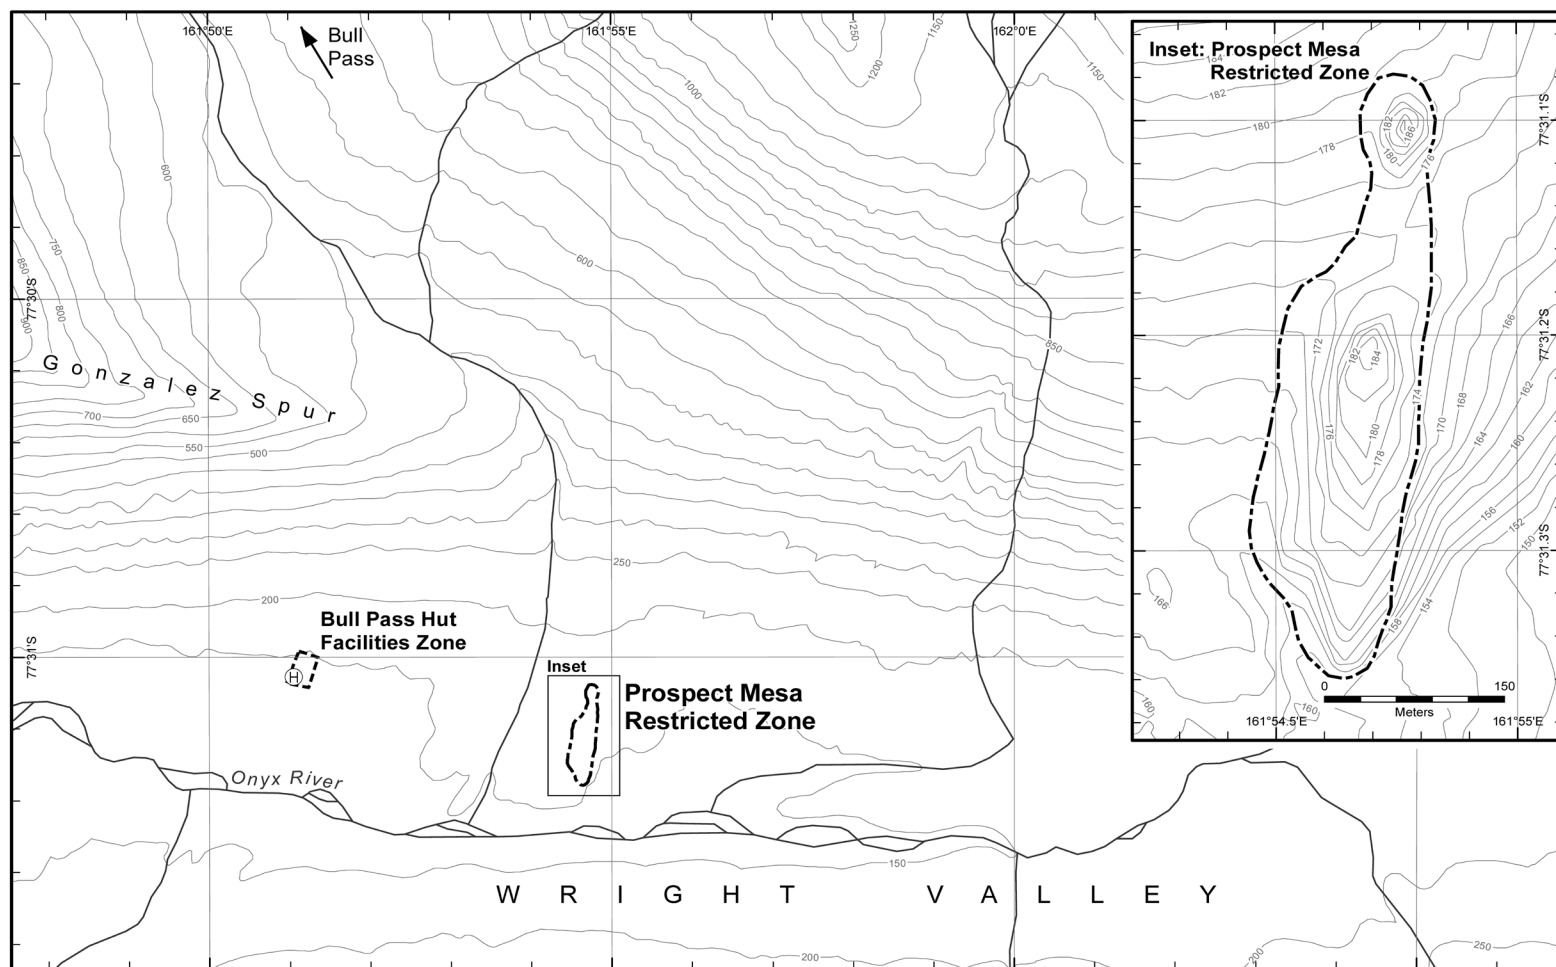 161°50'E
Bull
Pass
161°55'E
162°0'E
1250
1150
1200
1150
1000
600
600
750
850
800
900
77°30'S
850
Gonzalez Spur
700
650
550
500
250
200
Bull Pass Hut
Facilities Zone
77°31'S
H
Inset
Prospect Mesa
Restricted Zone
Onyx River
150
WRIGHT VALLEY
200
200
250
Inset: Prospect Mesa
Restricted Zone
184
182
180
178
182
186
180
176
77°31.1'S
166
77°31.2'S
172
182
184
162
174
168
170
176
180
164
160
178
156
152
150
77°31.3'S
166
154
158
160
160
0
150
Meters
161°54.5'E
161°55'E